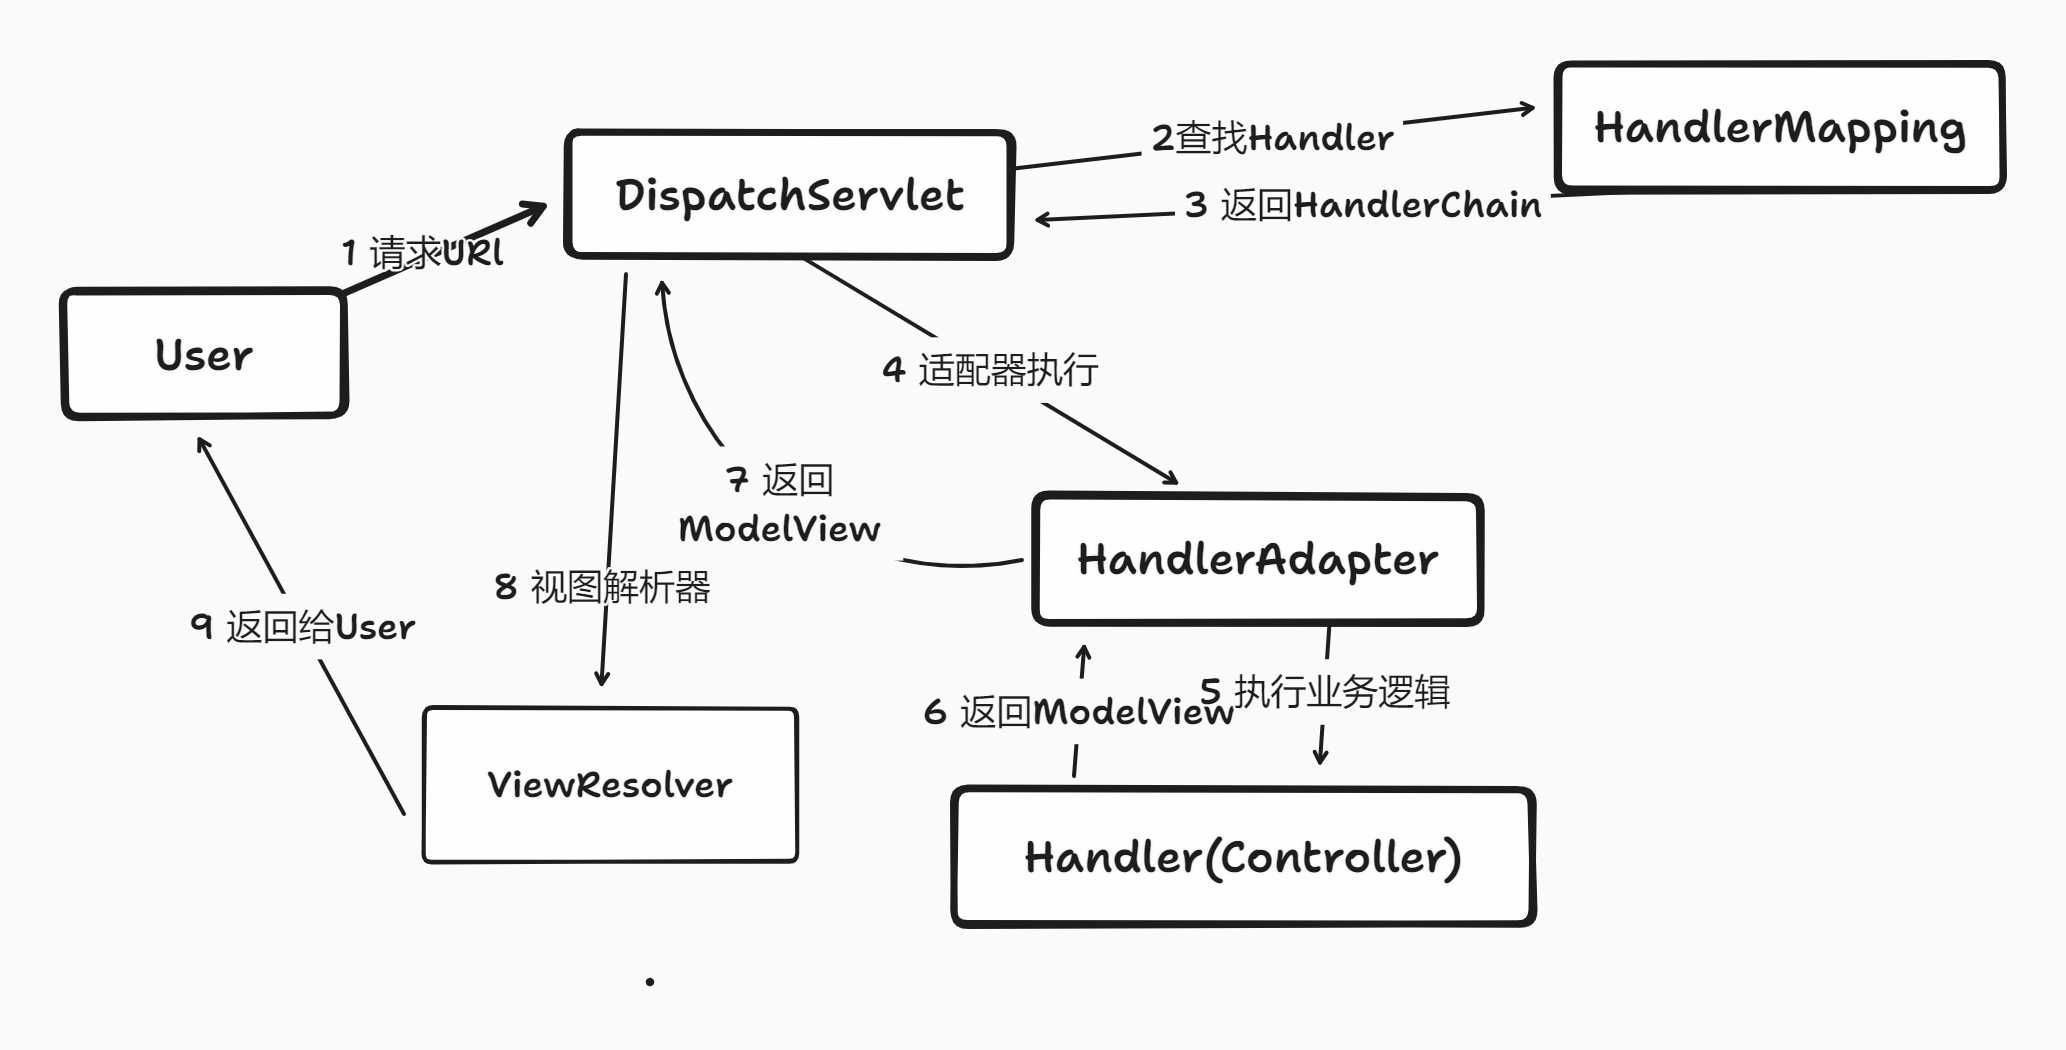 HandlerMapping
2查找Handler
DispatchServlet
3 返回HandlerChain
1 请求URl
User
4 适配器执行
7 返回
ModelView
HandlerAdapter
8 视图解析器
9 返回给User
5 执行业务逻辑
6 返回ModelView
ViewResolver
Handler(Controller)